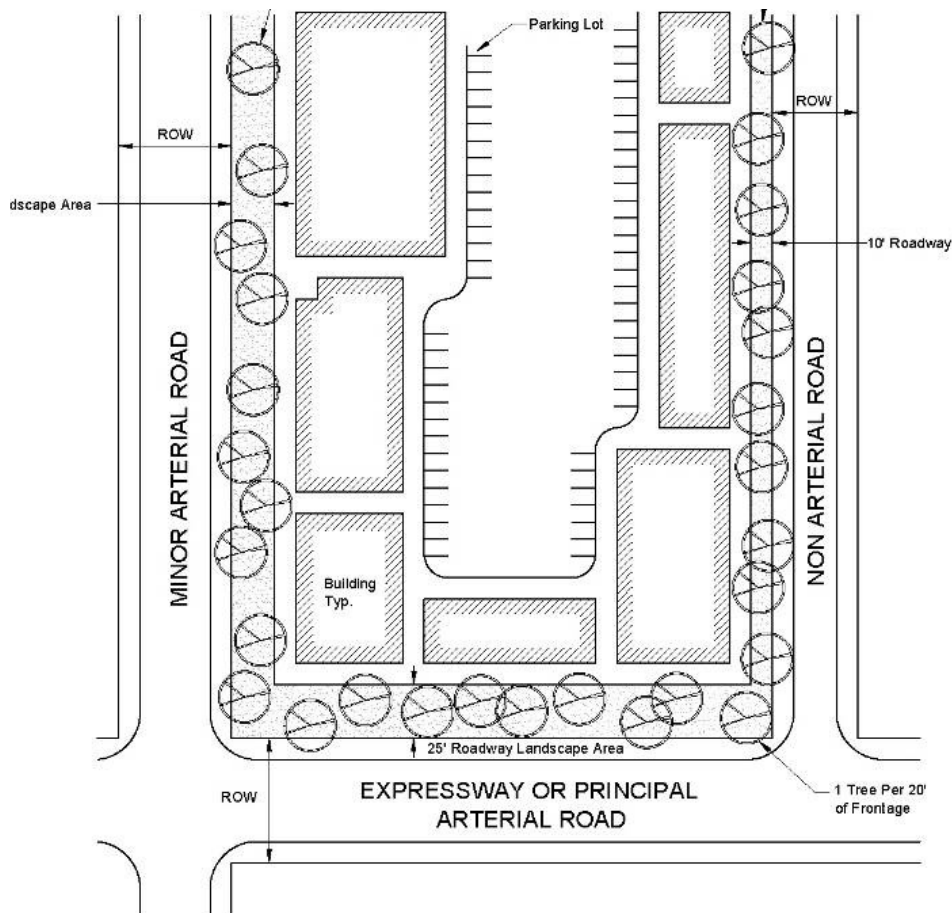 Parking Lot
ROW
ROW
dscape Area
10' Roadway
MINOR ARTERIAL ROAD
NON ARTERIAL ROAD
Building
Typ.
25' Roadway Landscape Area
ROW
EXPRESSWAY OR PRINCIPAL
ARTERIAL ROAD
1 Tree Per 20'
of Frontage